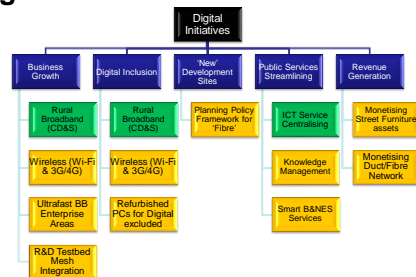 Digital
Initiatives
Business
Growth
Digital Inclusion
'New'
Development
Sites
Public Services
Streamlining
Revenue
Generation
Rural
Broadband
(CD&S)
Rural
Broadband
(CD&S)
Planning Policy
Framework for
'Fibre'
ICT Service
Centralising
Monetising
Street Furniture
assets
Wireless (Wi-Fi
& 3G/4G)
Wireless (Wi-Fi
& 3G/4G)
Knowledge
Management
Monetising
Duct/Fibre
Network
Ultrafast BB
Enterprise
Areas
Refurbished
PCs for Digital
excluded
Smart B&NES
Services
R&D Testbed
Mesh
Integration